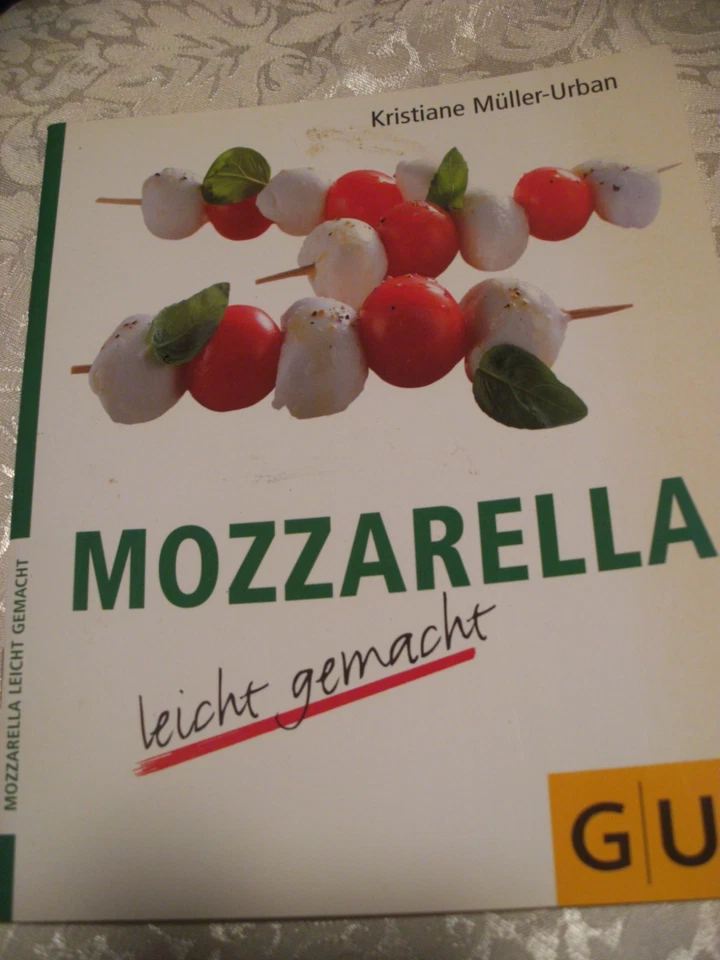 Kristiane Müller-Urban
MOZZARELLA
leicht gemacht
MOZZARELLA LEICHT GEMACHT
GU